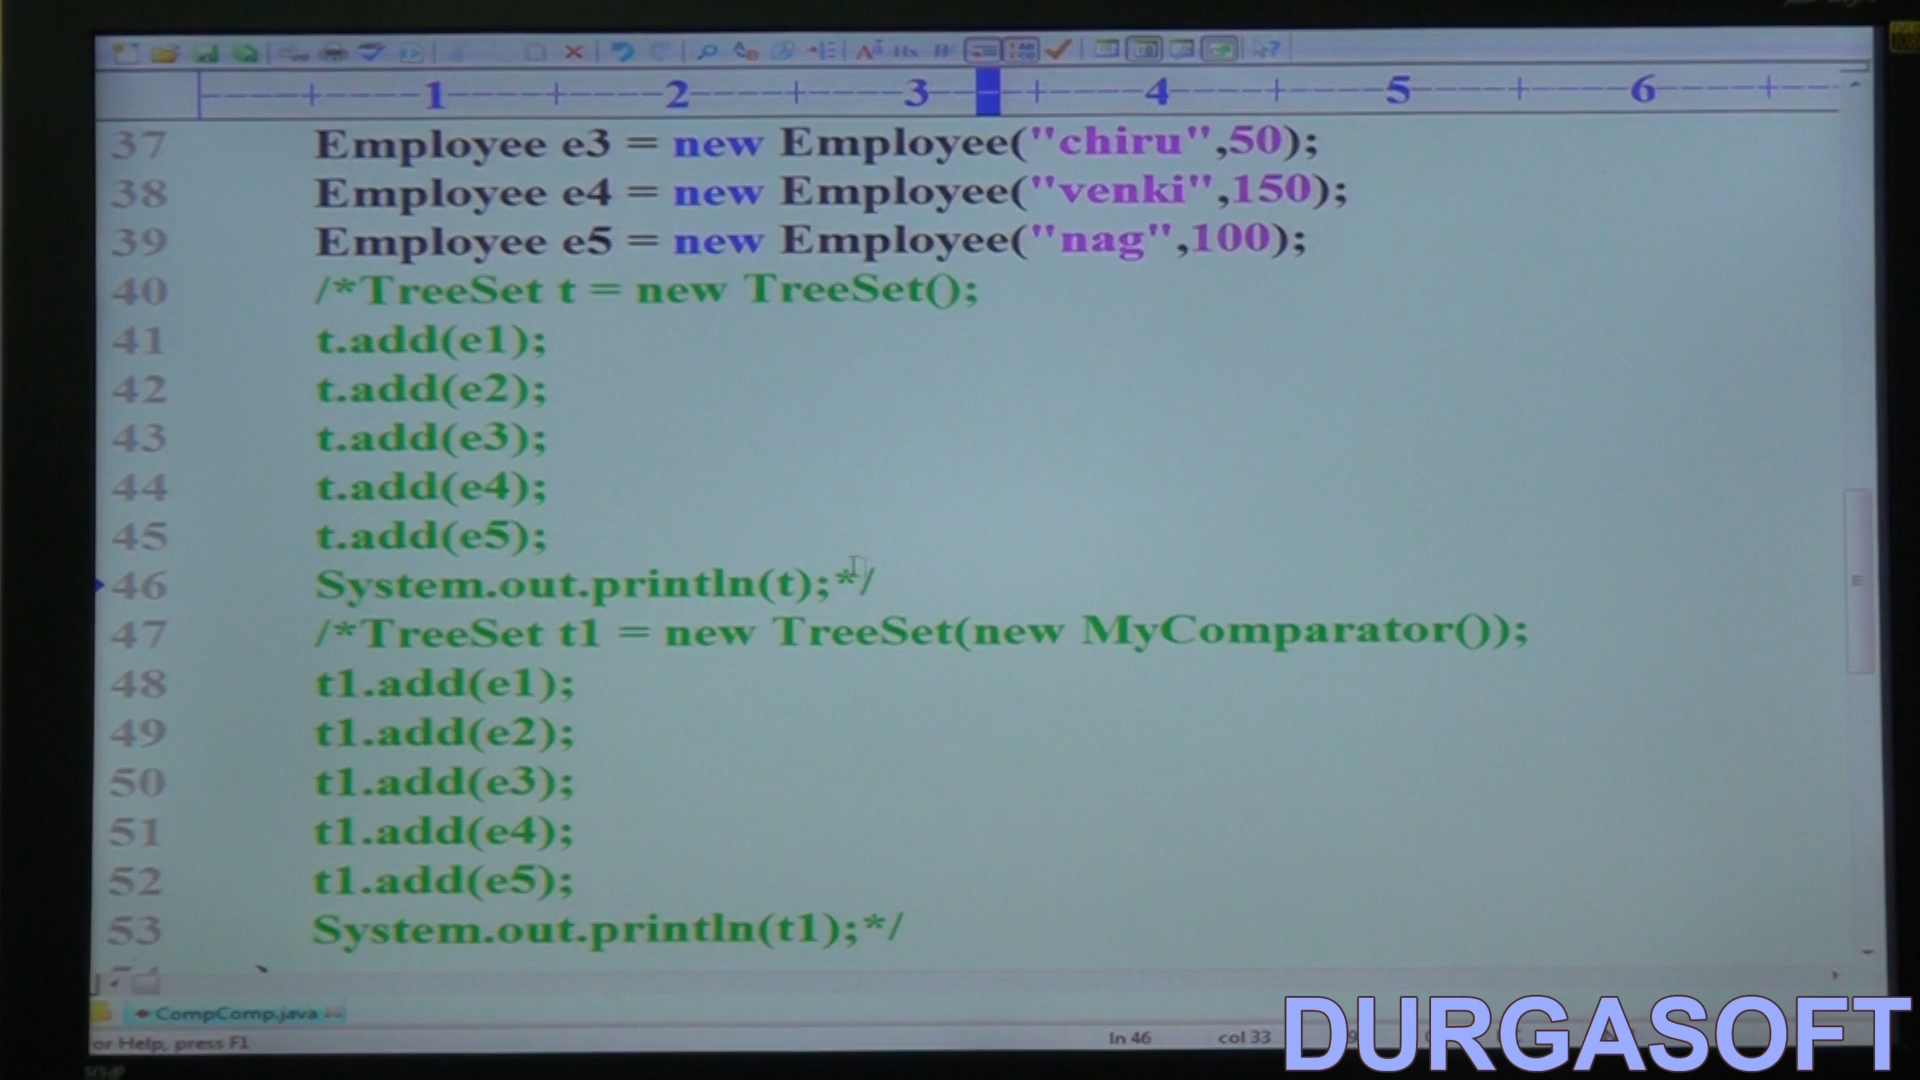 1 2 3 4 5 6
37 Employee e3 = new Employee("chiru",50);
38 Employee e4 = new Employee("venki",150);
39 Employee e5 = new Employee("nag",100);
40 /*TreeSet t = new TreeSet();
41 t.add(e1);
42 t.add(e2);
43 t.add(e3);
44 t.add(e4);
45 t.add(e5);
46 System.out.println(t);*/
47 /*TreeSet t1 = new TreeSet(new MyComparator());
48 t1.add(e1);
49 t1.add(e2);
50 t1.add(e3);
51 t1.add(e4);
52 t1.add(e5);
53 System.out.println(t1);*/
CompComp.java
or Help, press F1 ln 46 col 33
DURGASOFT